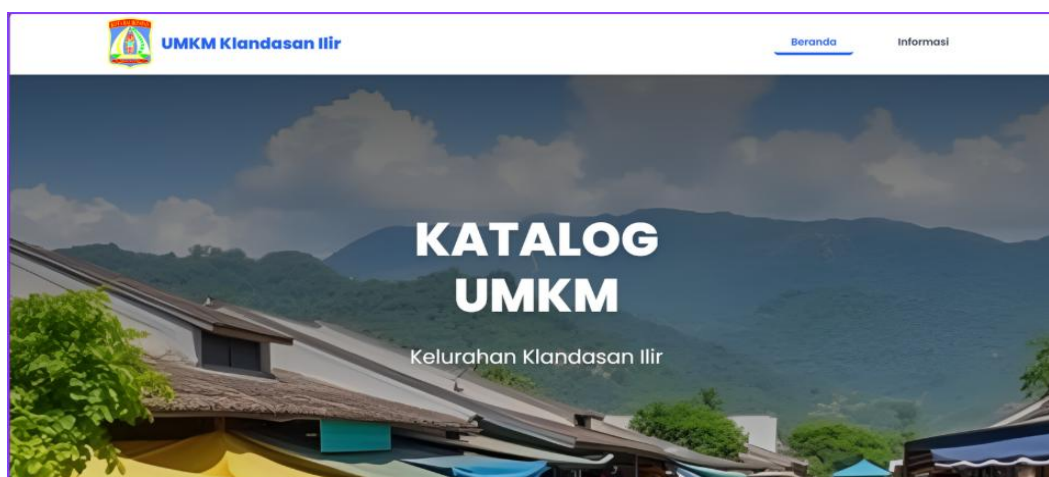 UMKM Klandasan Ilir
Beranda
Informasi
KATALOG
UMKM
Kelurahan Klandasan Ilir